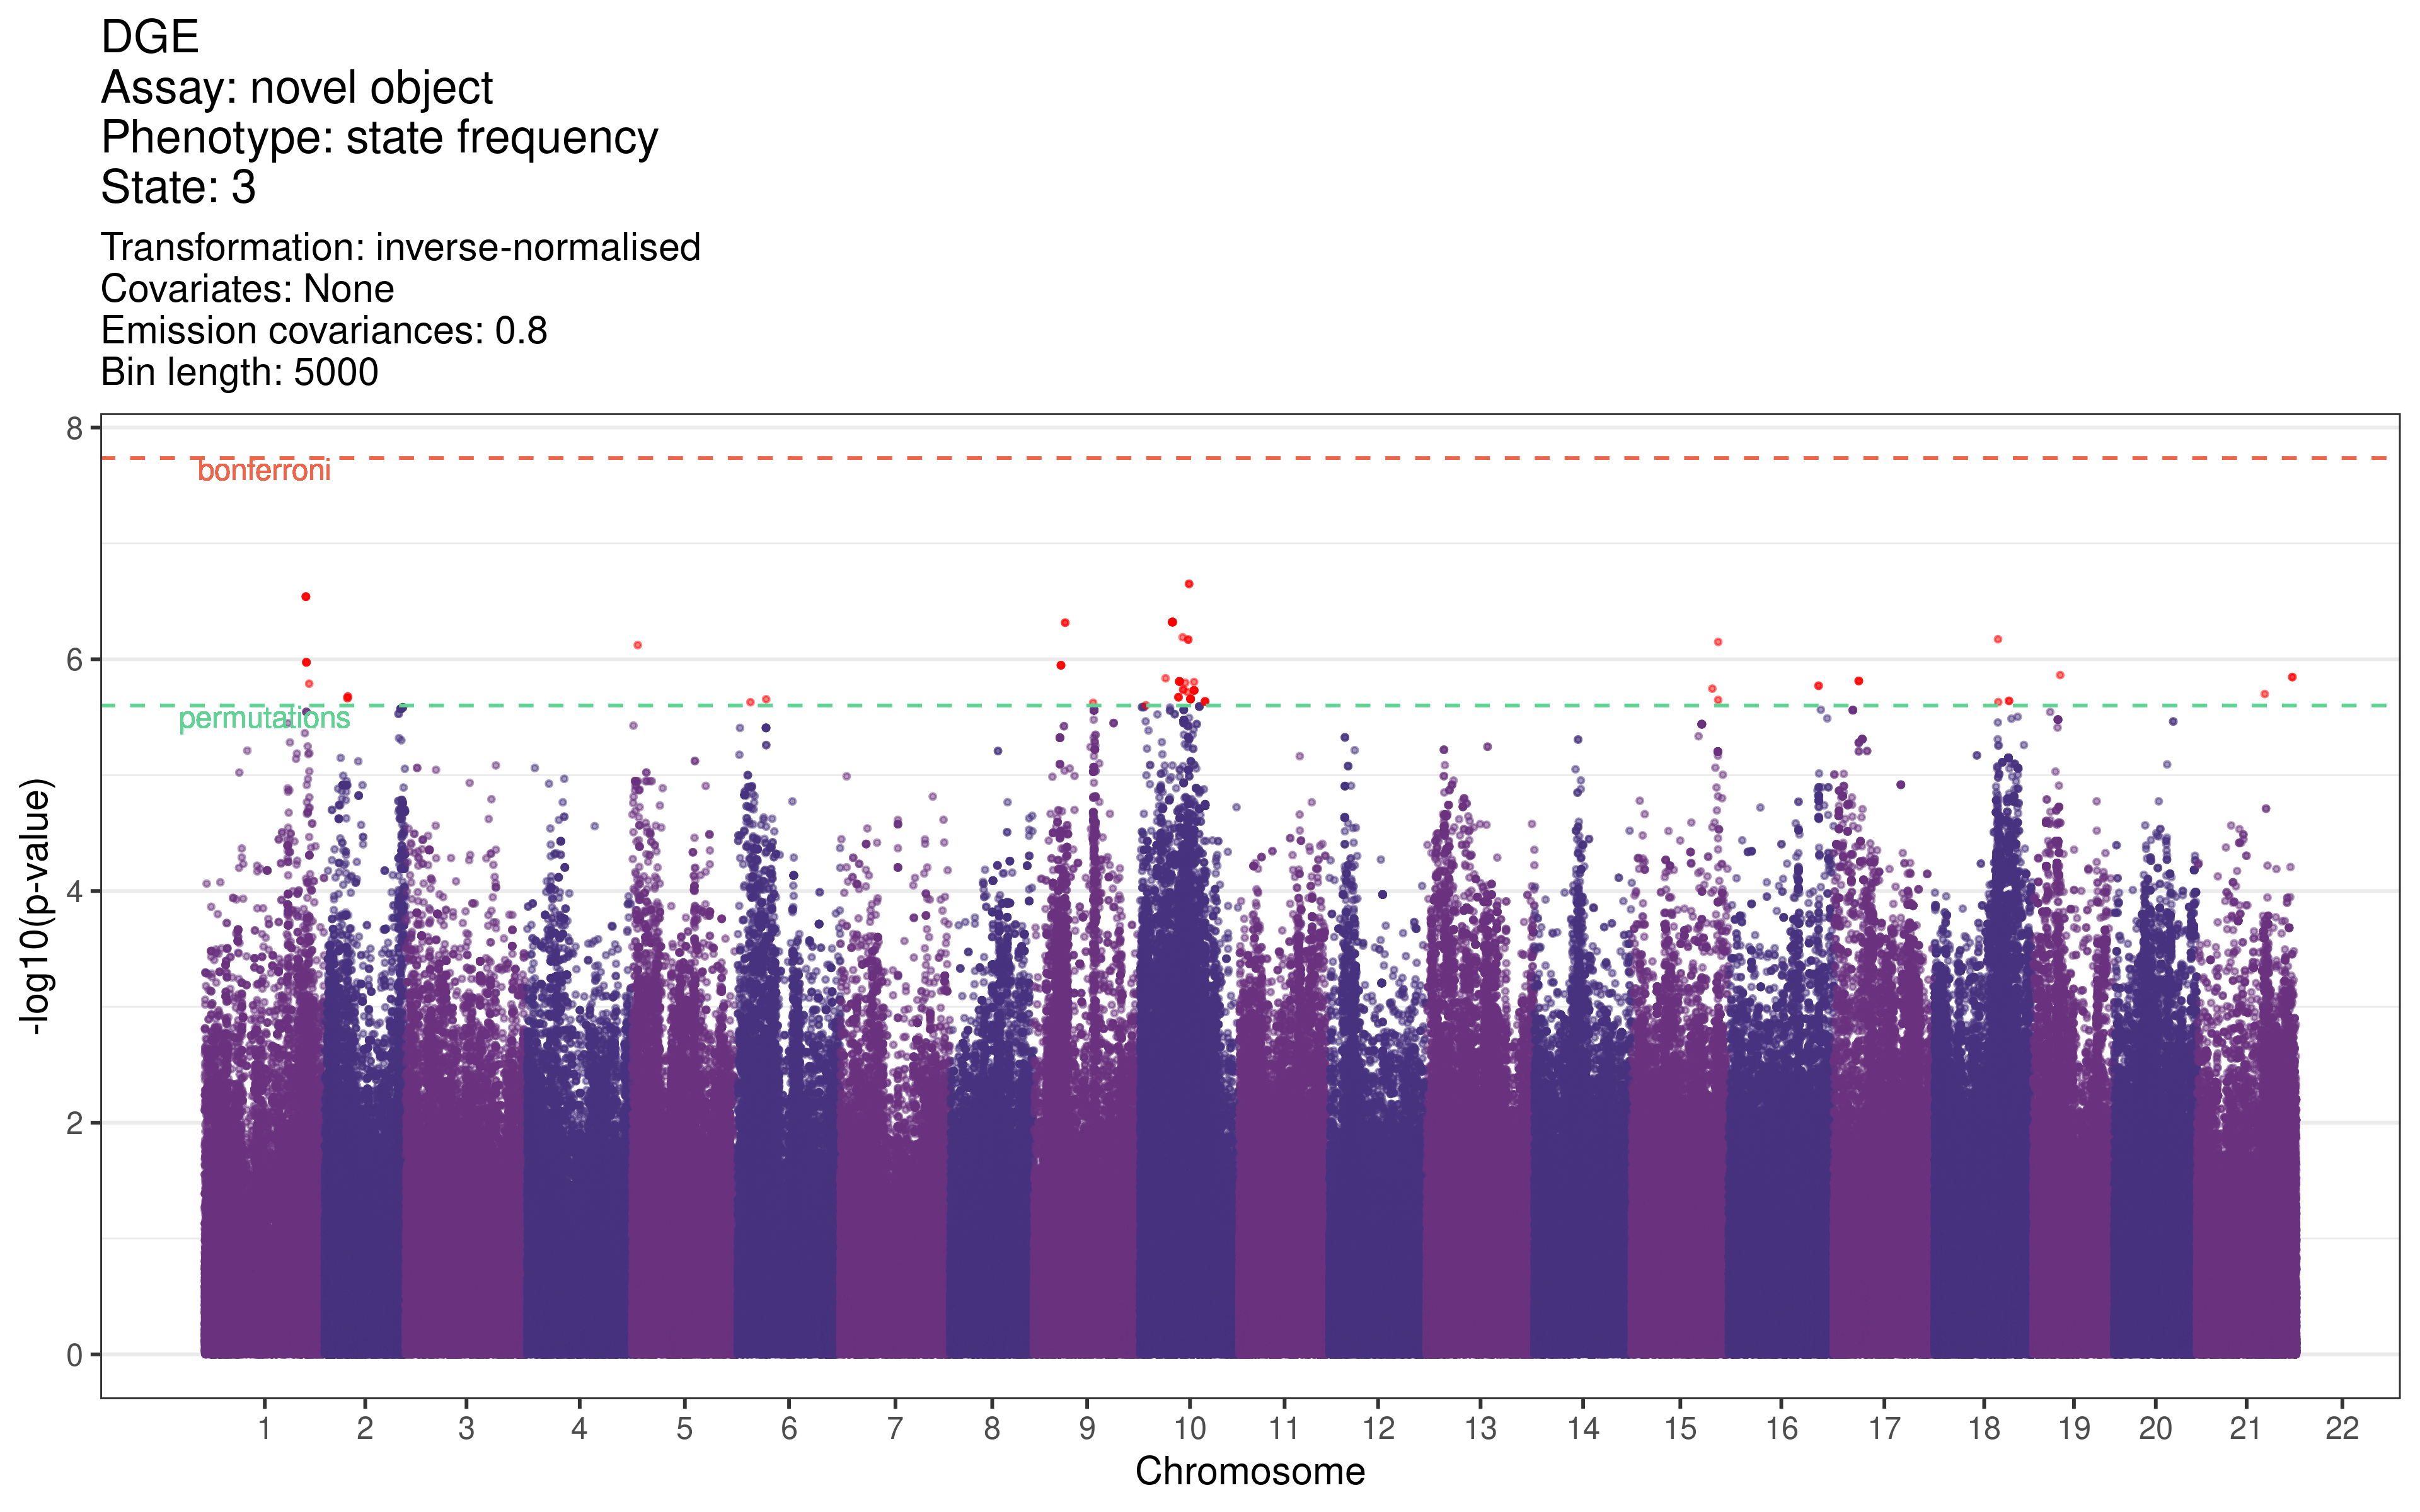 DGE
Assay: novel object
Phenotype: state frequency
State: 3
Transformation: inverse-normalised
Covariates: None
Emission covariances: 0.8
Bin length: 5000
8
bonferroni
6
permutations
4
2
0
-log10(p-value)
1 2 3 4 5 6 7 8 9 10 11 12 13 14 15 16 17 18 19 20 21 22
Chromosome